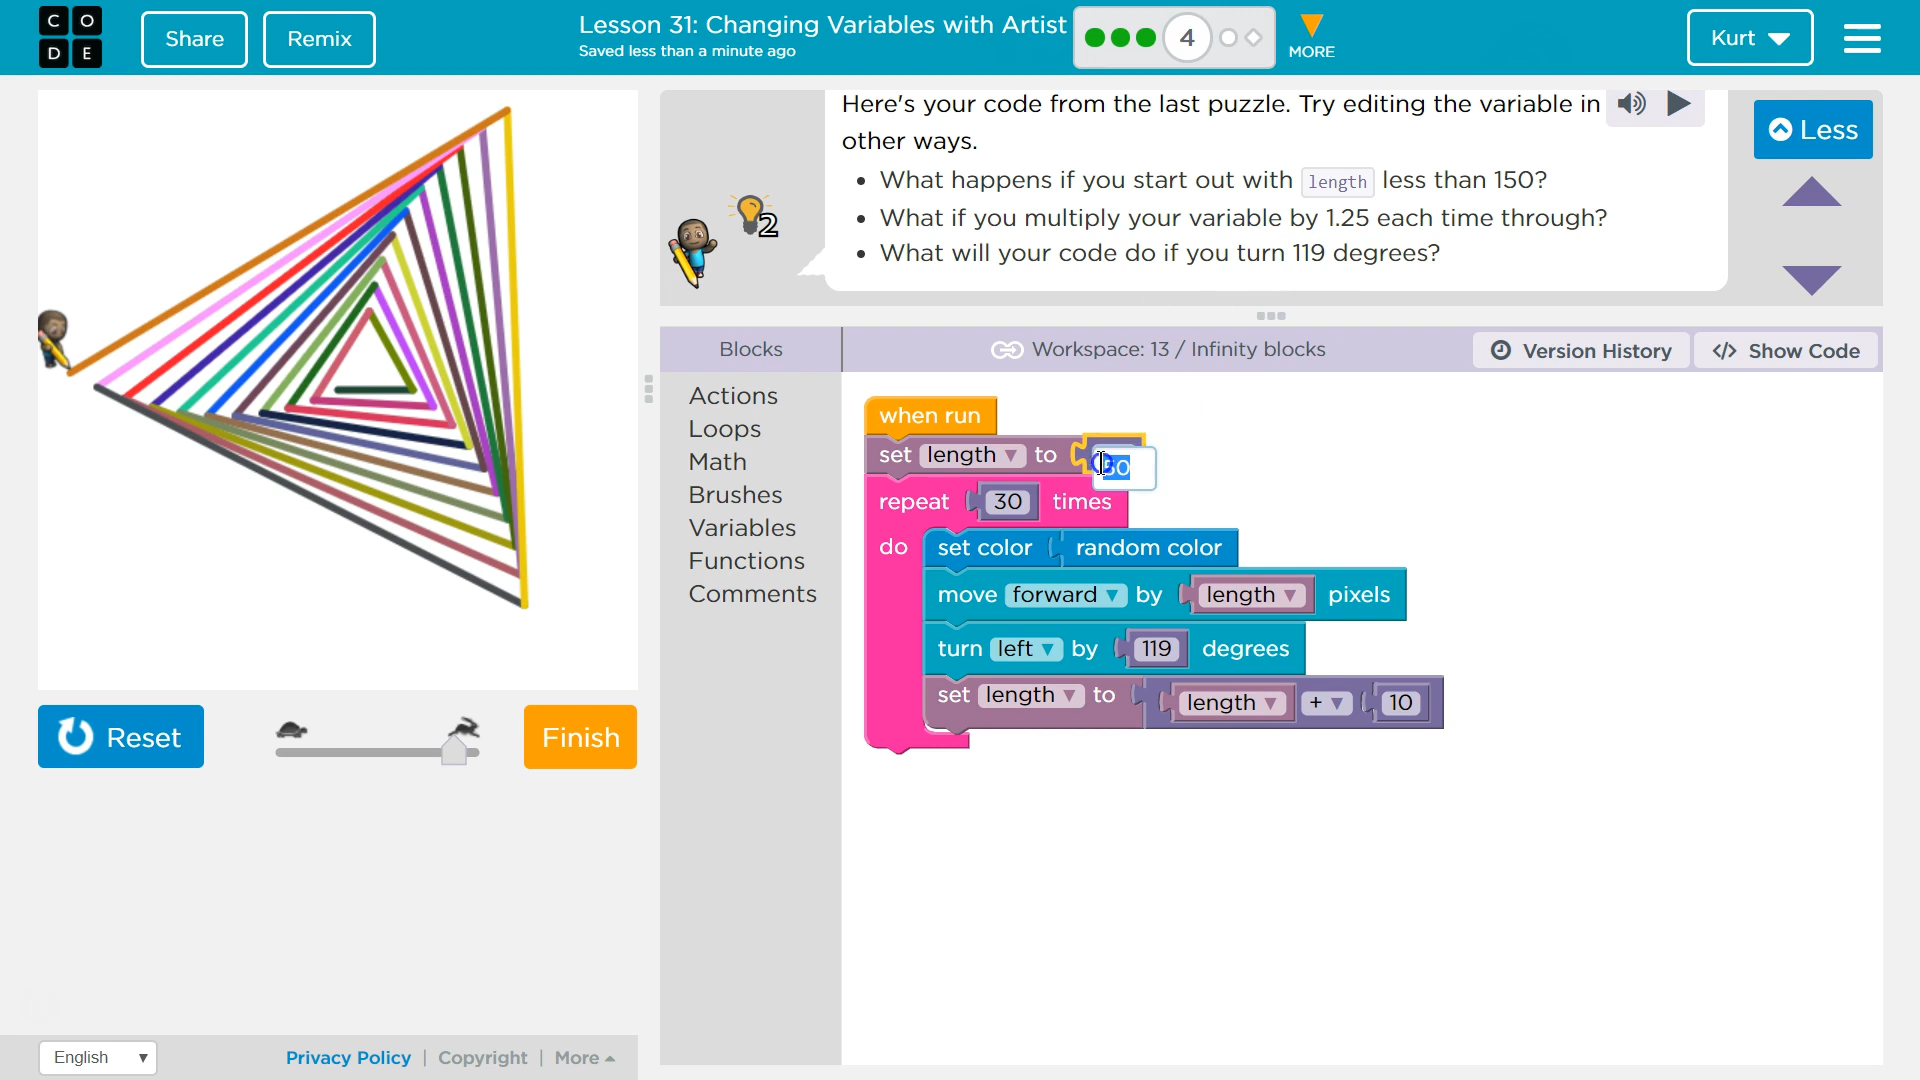 C O
D E
Share
Remix
Lesson 31: Changing Variables with Artist
Saved less than a minute ago
4
MORE
Kurt
Here's your code from the last puzzle. Try editing the variable in
other ways.
• What happens if you start out with length less than 150?
• What if you multiply your variable by 1.25 each time through?
• What will your code do if you turn 119 degrees?
2
Less
Blocks
Workspace: 13 / Infinity blocks
Version History
</> Show Code
Actions
Loops
Math
Brushes
Variables
Functions
Comments
when run
set length ▼ to
repeat 30 times
do
set color random color
move forward ▼ by length ▼ pixels
turn left ▼ by 119 degrees
set length ▼ to length ▼ + ▼ 10
Reset
Finish
English ▼
Privacy Policy | Copyright | More